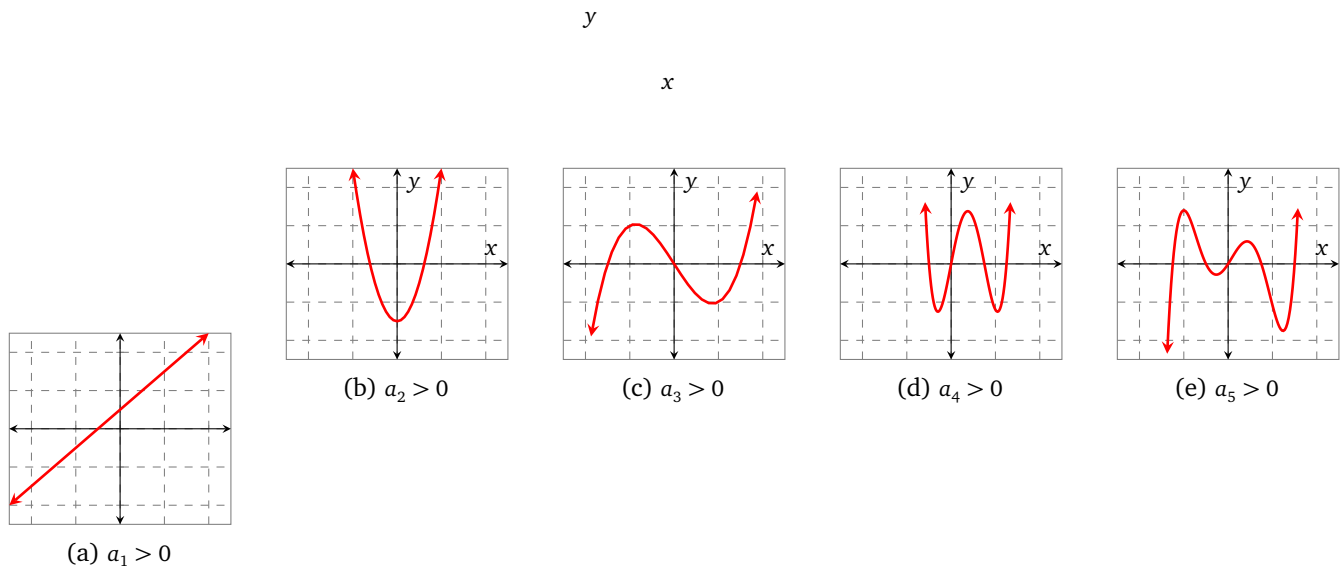 y
x
y
y
y
y
x
x
x
x
(b) a₂ > 0
(c) a₃ > 0
(d) a₄ > 0
(e) a₅ > 0
(a) a₁ > 0